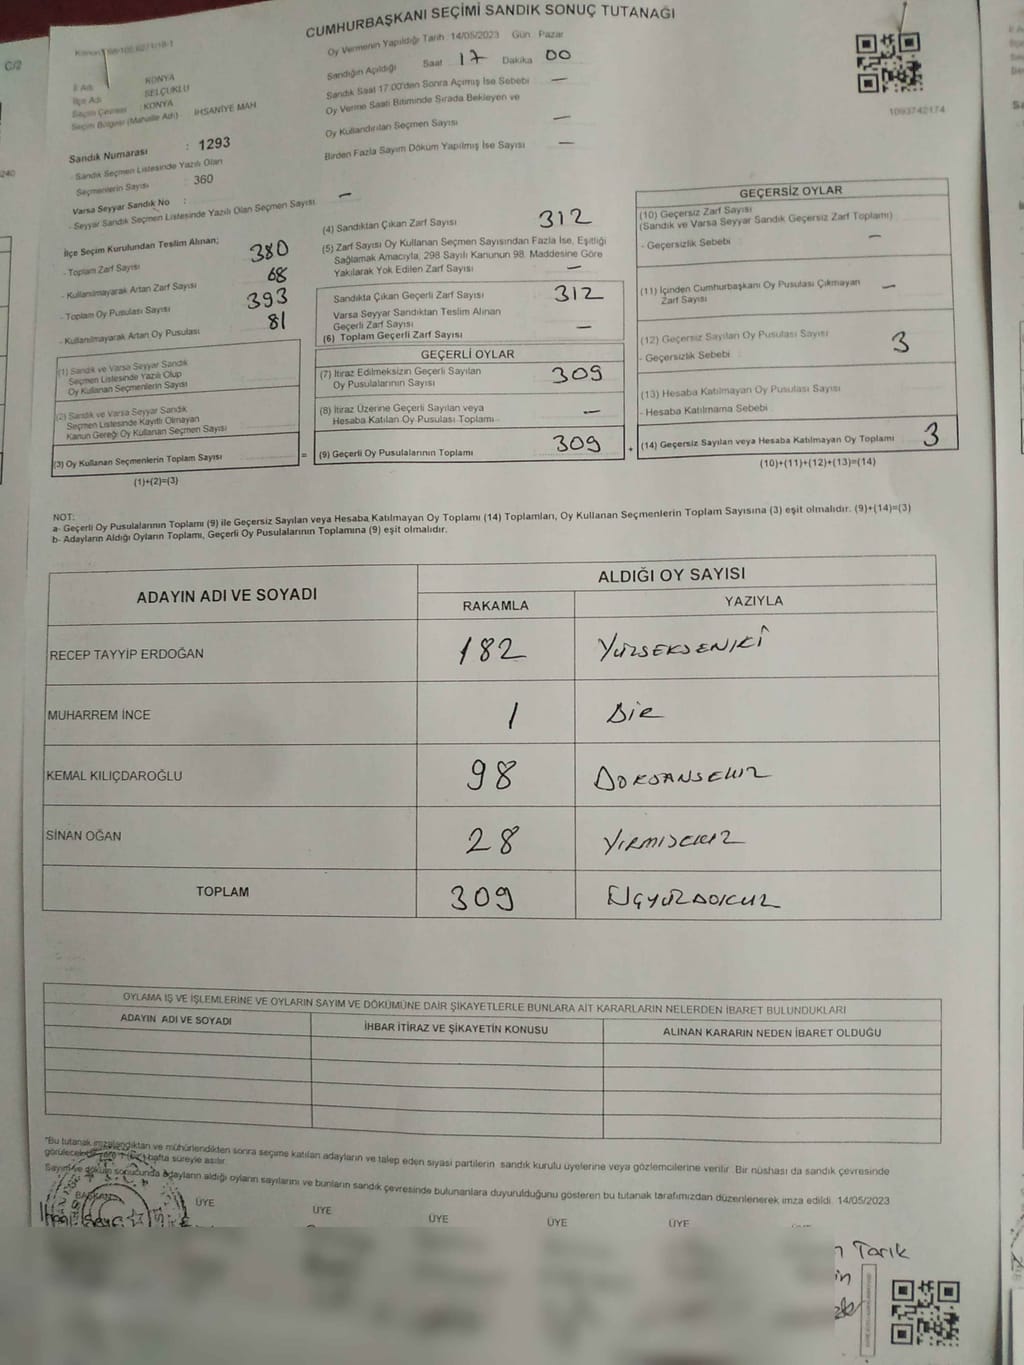 CUMHURBAŞKANI SEÇİMİ SANDIK SONUÇ TUTANAĞI
C/2
Oy Vermenin Yapıldığı Tarih 14/05/2023 Gün Pazar
Sandığın Açıldığı Saat 17 Dakika 00
Sandık Saat 17.00'den Sonra Açımış İse Sebebi —
Oy Verme Saati Bitiminde Sırada Bekleyen ve
Oy Kullandırılan Seçmen Sayısı —
Birden Fazla Sayım Döküm Yapılmış İse Sayısı —
1093742174
İl Adı KONYA
İlçe Adı SELÇUKLU
Seçim Çevresi : KONYA
Seçim Bölgesi (Mahalle Adı) İHSANİYE MAH
Sandık Numarası : 1293
- Sandık Seçmen Listesinde Yazılı Olan
Seçmenlerin Sayısı : 360
Varsa Seyyar Sandık No :
- Seyyar Sandık Seçmen Listesinde Yazılı Olan Seçmen Sayısı —
İlçe Seçim Kurulundan Teslim Alınan;
- Toplam Zarf Sayısı 380
- Kullanılmayarak Artan Zarf Sayısı 68
- Toplam Oy Pusulası Sayısı 393
- Kullanılmayarak Artan Oy Pusulası 81
(1) Sandık ve Varsa Seyyar Sandık
Seçmen Listesinde Yazılı Olup
Oy Kullanan Seçmenlerin Sayısı
(2) Sandık ve Varsa Seyyar Sandık
Seçmen Listesinde Kayıtlı Olmayan
Kanun Gereği Oy Kullanan Seçmen Sayısı
(3) Oy Kullanan Seçmenlerin Toplam Sayısı
(1)+(2)=(3)
=
(4) Sandıktan Çıkan Zarf Sayısı 312
(5) Zarf Sayısı Oy Kullanan Seçmen Sayısından Fazla İse, Eşitliği
Sağlamak Amacıyla, 298 Sayılı Kanunun 98. Maddesine Göre
Yakılarak Yok Edilen Zarf Sayısı —
Sandıkta Çıkan Geçerli Zarf Sayısı 312
Varsa Seyyar Sandıktan Teslim Alınan
Geçerli Zarf Sayısı —
(6) Toplam Geçerli Zarf Sayısı
GEÇERLİ OYLAR
(7) İtiraz Edilmeksizin Geçerli Sayılan
Oy Pusulalarının Sayısı 309
(8) İtiraz Üzerine Geçerli Sayılan veya
Hesaba Katılan Oy Pusulası Toplamı —
(9) Geçerli Oy Pusulalarının Toplamı 309
+
GEÇERSİZ OYLAR
(10) Geçersiz Zarf Sayısı
(Sandık ve Varsa Seyyar Sandık Geçersiz Zarf Toplamı)
- Geçersizlik Sebebi —
(11) İçinden Cumhurbaşkanı Oy Pusulası Çıkmayan
Zarf Sayısı —
(12) Geçersiz Sayılan Oy Pusulası Sayısı 3
- Geçersizlik Sebebi
(13) Hesaba Katılmayan Oy Pusulası Sayısı
- Hesaba Katılmama Sebebi
(14) Geçersiz Sayılan veya Hesaba Katılmayan Oy Toplamı 3
(10)+(11)+(12)+(13)=(14)
NOT:
a- Geçerli Oy Pusulalarının Toplamı (9) ile Geçersiz Sayılan veya Hesaba Katılmayan Oy Toplamı (14) Toplamları, Oy Kullanan Seçmenlerin Toplam Sayısına (3) eşit olmalıdır. (9)+(14)=(3)
b- Adayların Aldığı Oyların Toplamı, Geçerli Oy Pusulalarının Toplamına (9) eşit olmalıdır.
ADAYIN ADI VE SOYADI ALDIĞI OY SAYISI
RAKAMLA YAZIYLA
RECEP TAYYİP ERDOĞAN 182 YÜZSEKSENİKİ
MUHARREM İNCE 1 BİR
KEMAL KILIÇDAROĞLU 98 DOKSANSEKİZ
SİNAN OĞAN 28 YİRMİSEKİZ
TOPLAM 309 ÜÇYÜZDOKUZ
OYLAMA İŞ VE İŞLEMLERİNE VE OYLARIN SAYIM VE DÖKÜMÜNE DAİR ŞİKAYETLERLE BUNLARA AİT KARARLARIN NELERDEN İBARET BULUNDUKLARI
ADAYIN ADI VE SOYADI İHBAR İTİRAZ VE ŞİKAYETİN KONUSU ALINAN KARARIN NEDEN İBARET OLDUĞU
*Bu tutanak imzalandıktan ve mühürlendikten sonra seçime katılan adayların ve talep eden siyasi partilerin sandık kurulu üyelerine veya gözlemcilerine verilir. Bir nüshası da sandık çevresinde
hafta süreyle asılır.
Sayım ve döküm sonucunda adayların aldığı oyların sayılarını ve bunların sandık çevresinde bulunanlara duyurulduğunu gösteren bu tutanak tarafımızdan düzenlenerek imza edildi. 14/05/2023
BAŞKAN ÜYE ÜYE ÜYE ÜYE ÜYE
Tarık